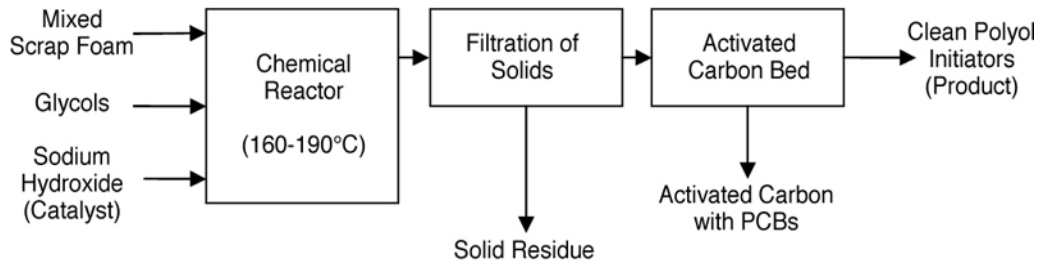 Mixed
Scrap Foam
Glycols
Sodium
Hydroxide
(Catalyst)
Chemical
Reactor
(160-190°C)
Filtration of
Solids
Solid Residue
Activated
Carbon Bed
Activated Carbon
with PCBs
Clean Polyol
Initiators
(Product)